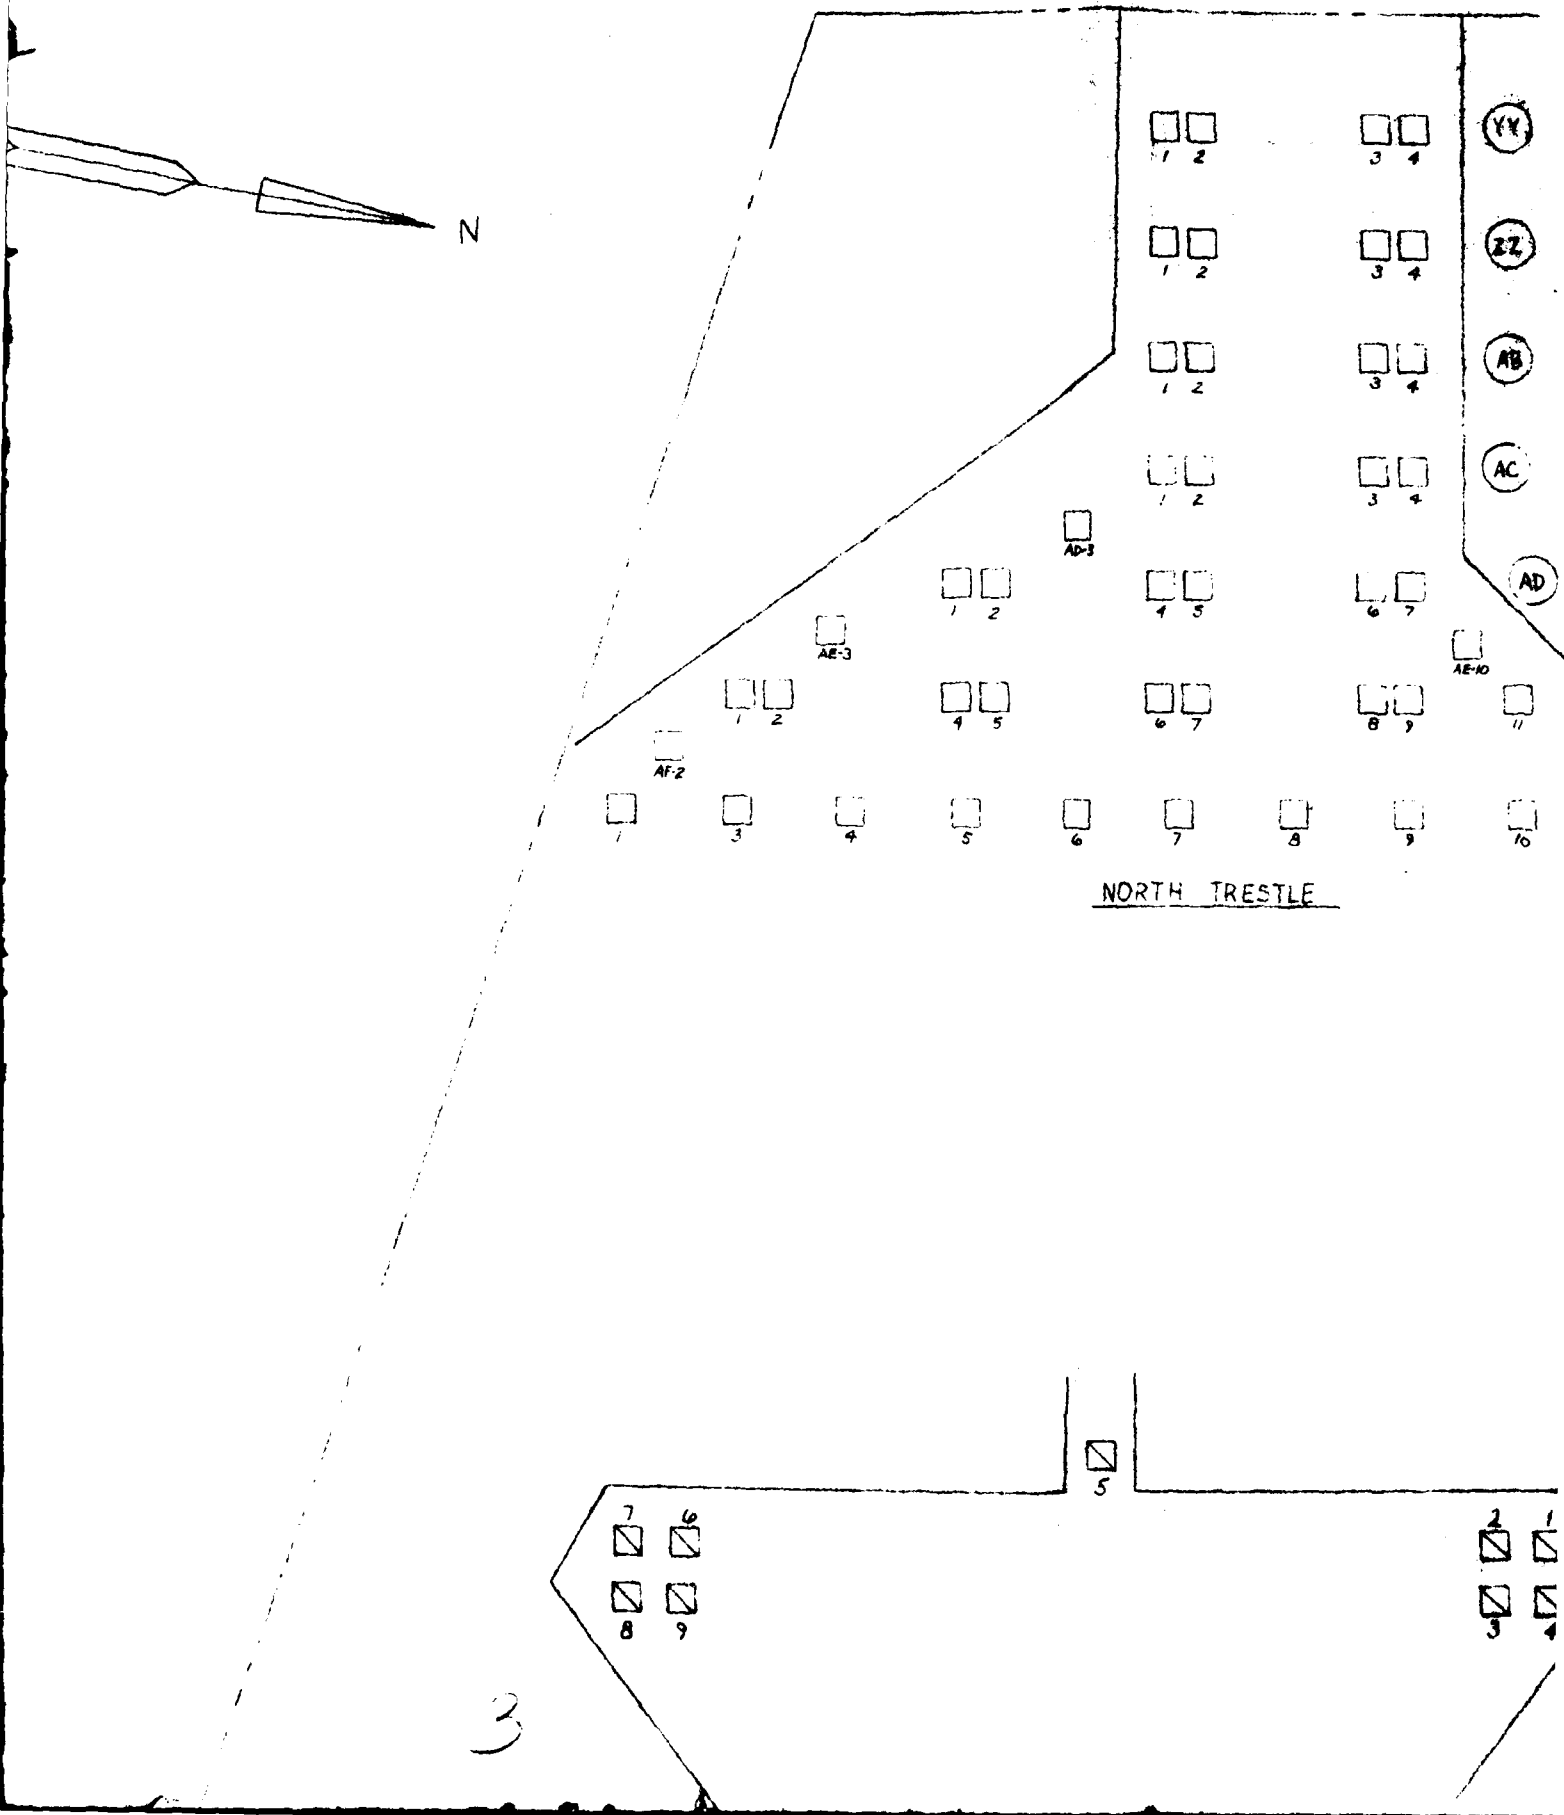 1 2 3 4 YY
N
1 2 3 4 ZZ
1 2 3 4 AB
1 2 3 4 AC
AD-3
1 2 4 5 6 7 AD
AE-3 AE-10
1 2 4 5 6 7 8 9 11
AF-2
1 3 4 5 6 7 8 9 10
NORTH TRESTLE
5
7 6 2 1
8 9 3 4
3